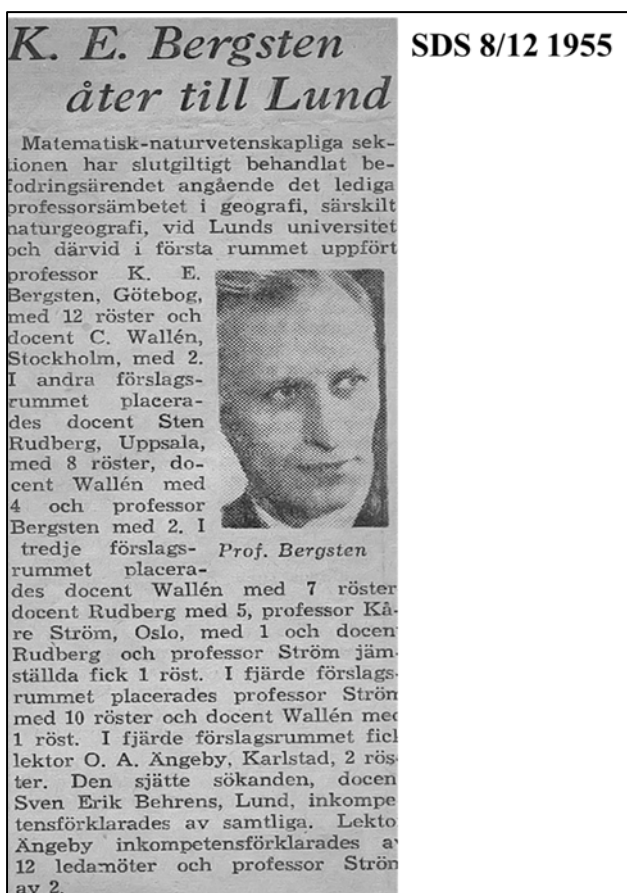 K. E. Bergsten
åter till Lund
SDS 8/12 1955
Matematisk-naturvetenskapliga sek-
tionen har slutgiltigt behandlat be-
fodringsärendet angående det lediga
professorsämbetet i geografi, särskilt
naturgeografi, vid Lunds universitet
och därvid i första rummet uppfört
professor K. E.
Bergsten, Götebog,
med 12 röster och
docent C. Wallén,
Stockholm, med 2.
I andra förslags-
rummet placera-
des docent Sten
Rudberg, Uppsala,
med 8 röster, do-
cent Wallén med
4 och professor
Bergsten med 2. I
tredje förslags-
rummet placera-
Prof. Bergsten
des docent Wallén med 7 röster
docent Rudberg med 5, professor Kå-
re Ström, Oslo, med 1 och docen
Rudberg och professor Ström jäm-
ställda fick 1 röst. I fjärde förslags-
rummet placerades professor Ström
med 10 röster och docent Wallén med
1 röst. I fjärde förslagsrummet fick
lektor O. A. Ängeby, Karlstad, 2 rös-
ter. Den sjätte sökanden, docen
Sven Erik Behrens, Lund, inkompe
tensförklarades av samtliga. Lekto
Ängeby inkompetensförklarades av
12 ledamöter och professor Ström
av 2.